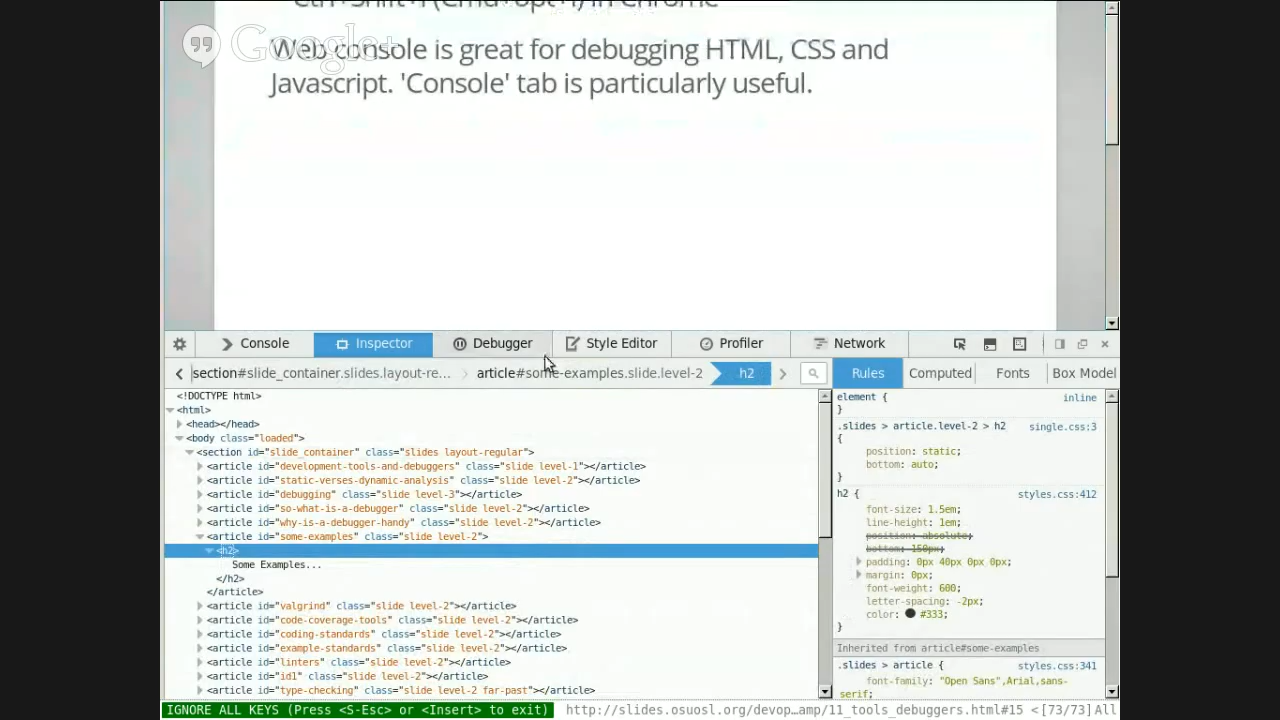 Ctrl+Shift+I (Cmd+opt+I) in Chrome
Google+
Web console is great for debugging HTML, CSS and
Javascript. 'Console' tab is particularly useful.
Console Inspector Debugger Style Editor Profiler Network
section#slide_container.slides.layout-re... article#some-examples.slide.level-2 h2 Rules Computed Fonts Box Model
<!DOCTYPE html>
<html>
<head></head>
<body class="loaded">
<section id="slide_container" class="slides layout-regular">
<article id="development-tools-and-debuggers" class="slide level-1"></article>
<article id="static-verses-dynamic-analysis" class="slide level-2"></article>
<article id="debugging" class="slide level-3"></article>
<article id="so-what-is-a-debugger" class="slide level-2"></article>
<article id="why-is-a-debugger-handy" class="slide level-2"></article>
<article id="some-examples" class="slide level-2">
<h2>
Some Examples...
</h2>
</article>
<article id="valgrind" class="slide level-2"></article>
<article id="code-coverage-tools" class="slide level-2"></article>
<article id="coding-standards" class="slide level-2"></article>
<article id="example-standards" class="slide level-2"></article>
<article id="linters" class="slide level-2"></article>
<article id="id1" class="slide level-2"></article>
<article id="type-checking" class="slide level-2 far-past"></article>
element { inline
}
.slides > article.level-2 > h2 single.css:3
{
position: static;
bottom: auto;
}
h2 { styles.css:412
font-size: 1.5em;
line-height: 1em;
position: absolute;
bottom: 150px;
padding: 0px 40px 0px 0px;
margin: 0px;
font-weight: 600;
letter-spacing: -2px;
color: #333;
}
Inherited from article#some-examples
.slides > article { styles.css:341
font-family: "Open Sans",Arial,sans-
serif;
IGNORE ALL KEYS (Press <S-Esc> or <Insert> to exit) http://slides.osuosl.org/devop…amp/11_tools_debuggers.html#15 <[73/73]All